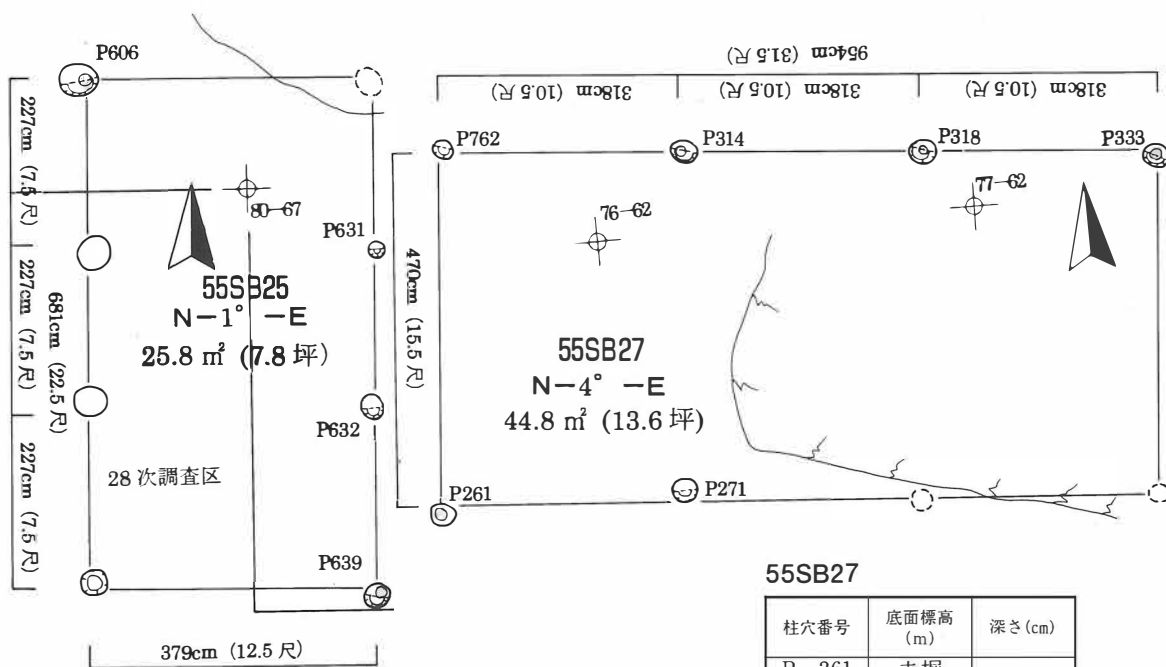 P606
227cm (7.5尺)
227cm (7.5尺)
227cm (7.5尺)
681cm (22.5尺)
80-67
P631
55SB25
N-1°-E
25.8㎡ (7.8坪)
P632
28次調査区
P639
379cm (12.5尺)
954cm (31.5尺)
318cm (10.5尺)
318cm (10.5尺)
318cm (10.5尺)
P762
P314
P318
P333
76-62
77-62
470cm (15.5尺)
55SB27
N-4°-E
44.8㎡ (13.6坪)
P261
P271
55SB27
柱穴番号 底面標高(m) 深さ(cm)